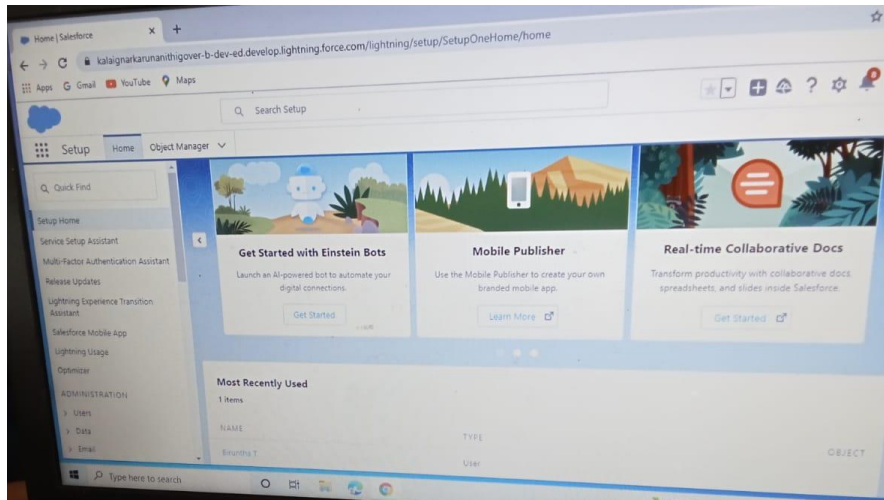 Home | Salesforce
kalaignarkarunanithigover-b-dev-ed.develop.lightning.force.com/lightning/setup/SetupOneHome/home
Apps Gmail YouTube Maps
Search Setup
Setup Home Object Manager
Quick Find
Setup Home
Service Setup Assistant
Multi-Factor Authentication Assistant
Release Updates
Lightning Experience Transition
Assistant
Salesforce Mobile App
Lightning Usage
Optimizer
ADMINISTRATION
Users
Data
Email
Get Started with Einstein Bots
Launch an AI-powered bot to automate your
digital connections.
Get Started
Mobile Publisher
Use the Mobile Publisher to create your own
branded mobile app.
Learn More
Real-time Collaborative Docs
Transform productivity with collaborative docs,
spreadsheets, and slides inside Salesforce.
Get Started
Most Recently Used
1 items
NAME TYPE OBJECT
User
Type here to search